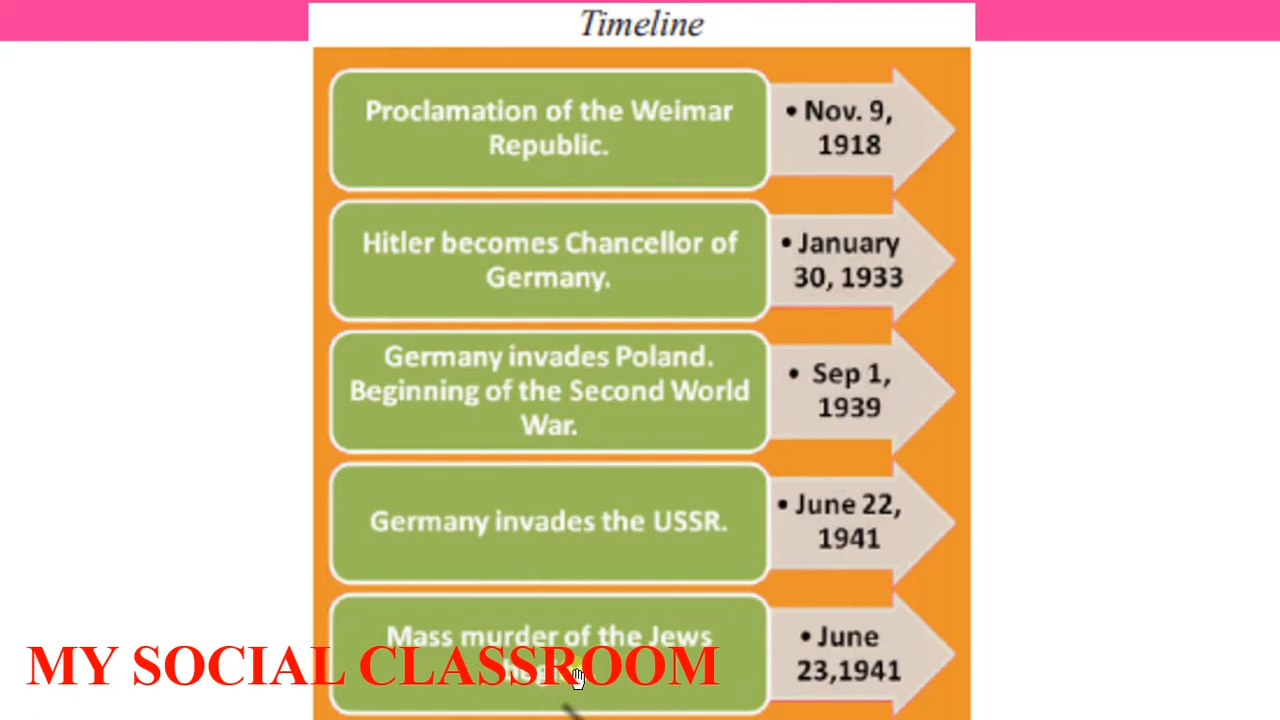 Timeline
Proclamation of the Weimar
Republic.
• Nov. 9,
1918
Hitler becomes Chancellor of
Germany.
• January
30, 1933
Germany invades Poland.
Beginning of the Second World
War.
• Sep 1,
1939
Germany invades the USSR.
• June 22,
1941
Mass murder of the Jews
• June
23,1941
MY SOCIAL CLASSROOM